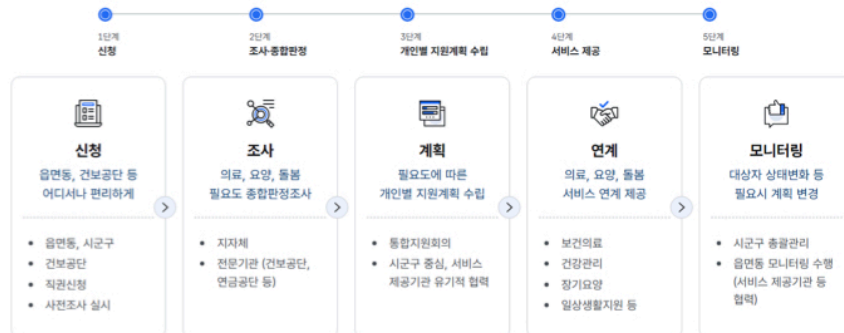 1단계
신청
2단계
조사·종합판정
3단계
개인별 지원계획 수립
4단계
서비스 제공
5단계
모니터링
신청
읍면동, 건보공단 등
어디서나 편리하게
• 읍면동, 시군구
• 건보공단
• 직권신청
• 사전조사 실시
조사
의료, 요양, 돌봄
필요도 종합판정조사
• 지자체
• 전문기관 (건보공단,
연금공단 등)
계획
필요도에 따른
개인별 지원계획 수립
• 통합지원회의
• 시군구 중심, 서비스
제공기관 유기적 협력
연계
의료, 요양, 돌봄
서비스 연계 제공
• 보건의료
• 건강관리
• 장기요양
• 일상생활지원 등
모니터링
대상자 상태변화 등
필요시 계획 변경
• 시군구 총괄관리
• 읍면동 모니터링 수행
(서비스 제공기관 등
협력)